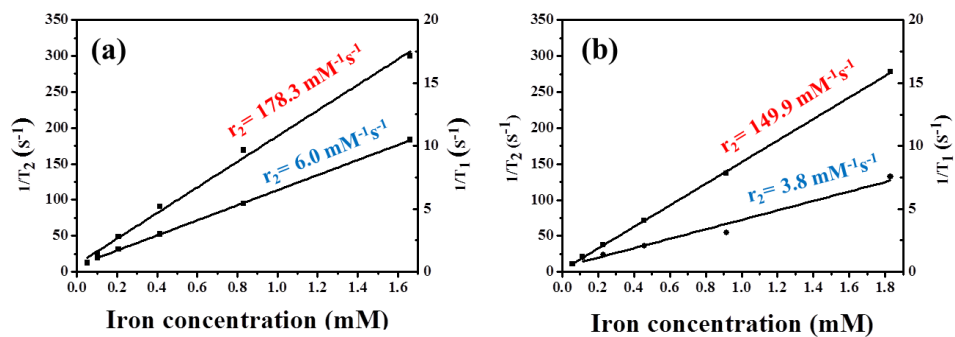 (a)
r₂= 178.3 mM⁻¹s⁻¹
r₂= 6.0 mM⁻¹s⁻¹
1/T₂ (s⁻¹)
350
300
250
200
150
100
50
0
1/T₁ (s⁻¹)
20
15
10
5
0
0.0 0.2 0.4 0.6 0.8 1.0 1.2 1.4 1.6
Iron concentration (mM)
(b)
r₂= 149.9 mM⁻¹s⁻¹
r₂= 3.8 mM⁻¹s⁻¹
1/T₂ (s⁻¹)
350
300
250
200
150
100
50
0
1/T₁ (s⁻¹)
20
15
10
5
0
0.0 0.2 0.4 0.6 0.8 1.0 1.2 1.4 1.6 1.8
Iron concentration (mM)